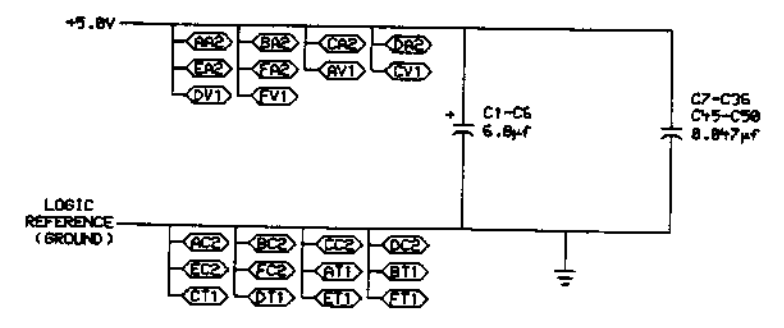 +5.0V
AA2 BA2 CA2 DA2
EA2 FA2 AV1 CV1
DV1 FV1
+ C1-C6
6.8µf
C7-C36
C45-C50
0.047µf
LOGIC
REFERENCE
(GROUND)
AC2 BC2 CC2 DC2
EC2 FC2 AT1 BT1
CT1 DT1 ET1 FT1